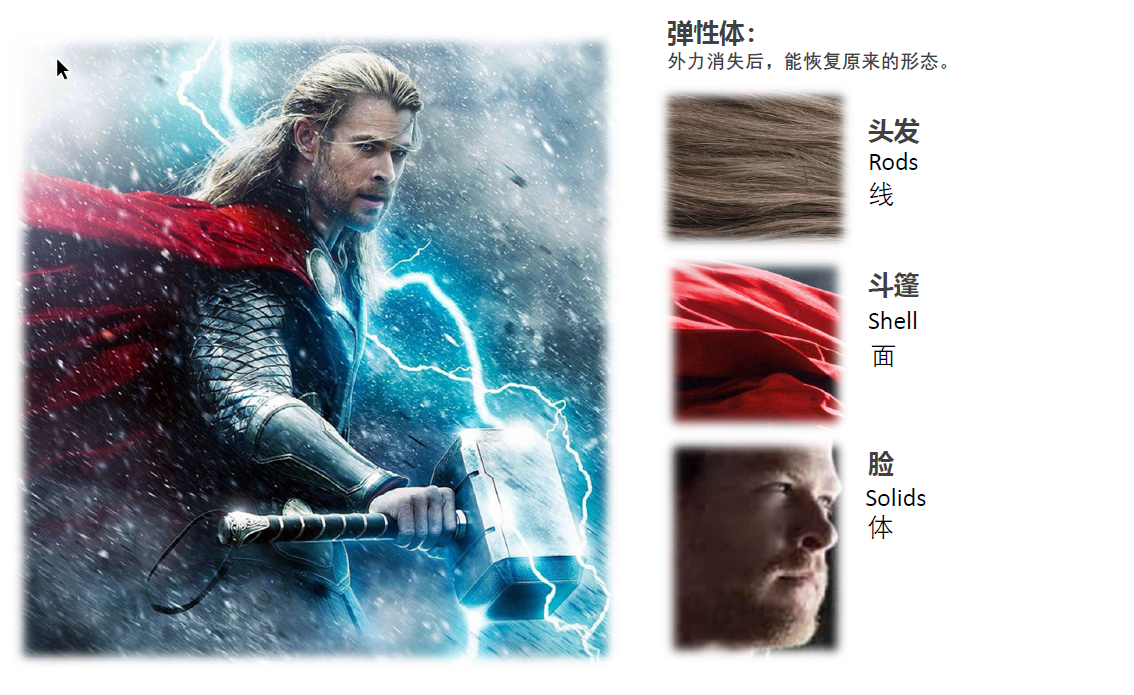 弹性体：
外力消失后，能恢复原来的形态。
头发
Rods
线
斗篷
Shell
面
脸
Solids
体